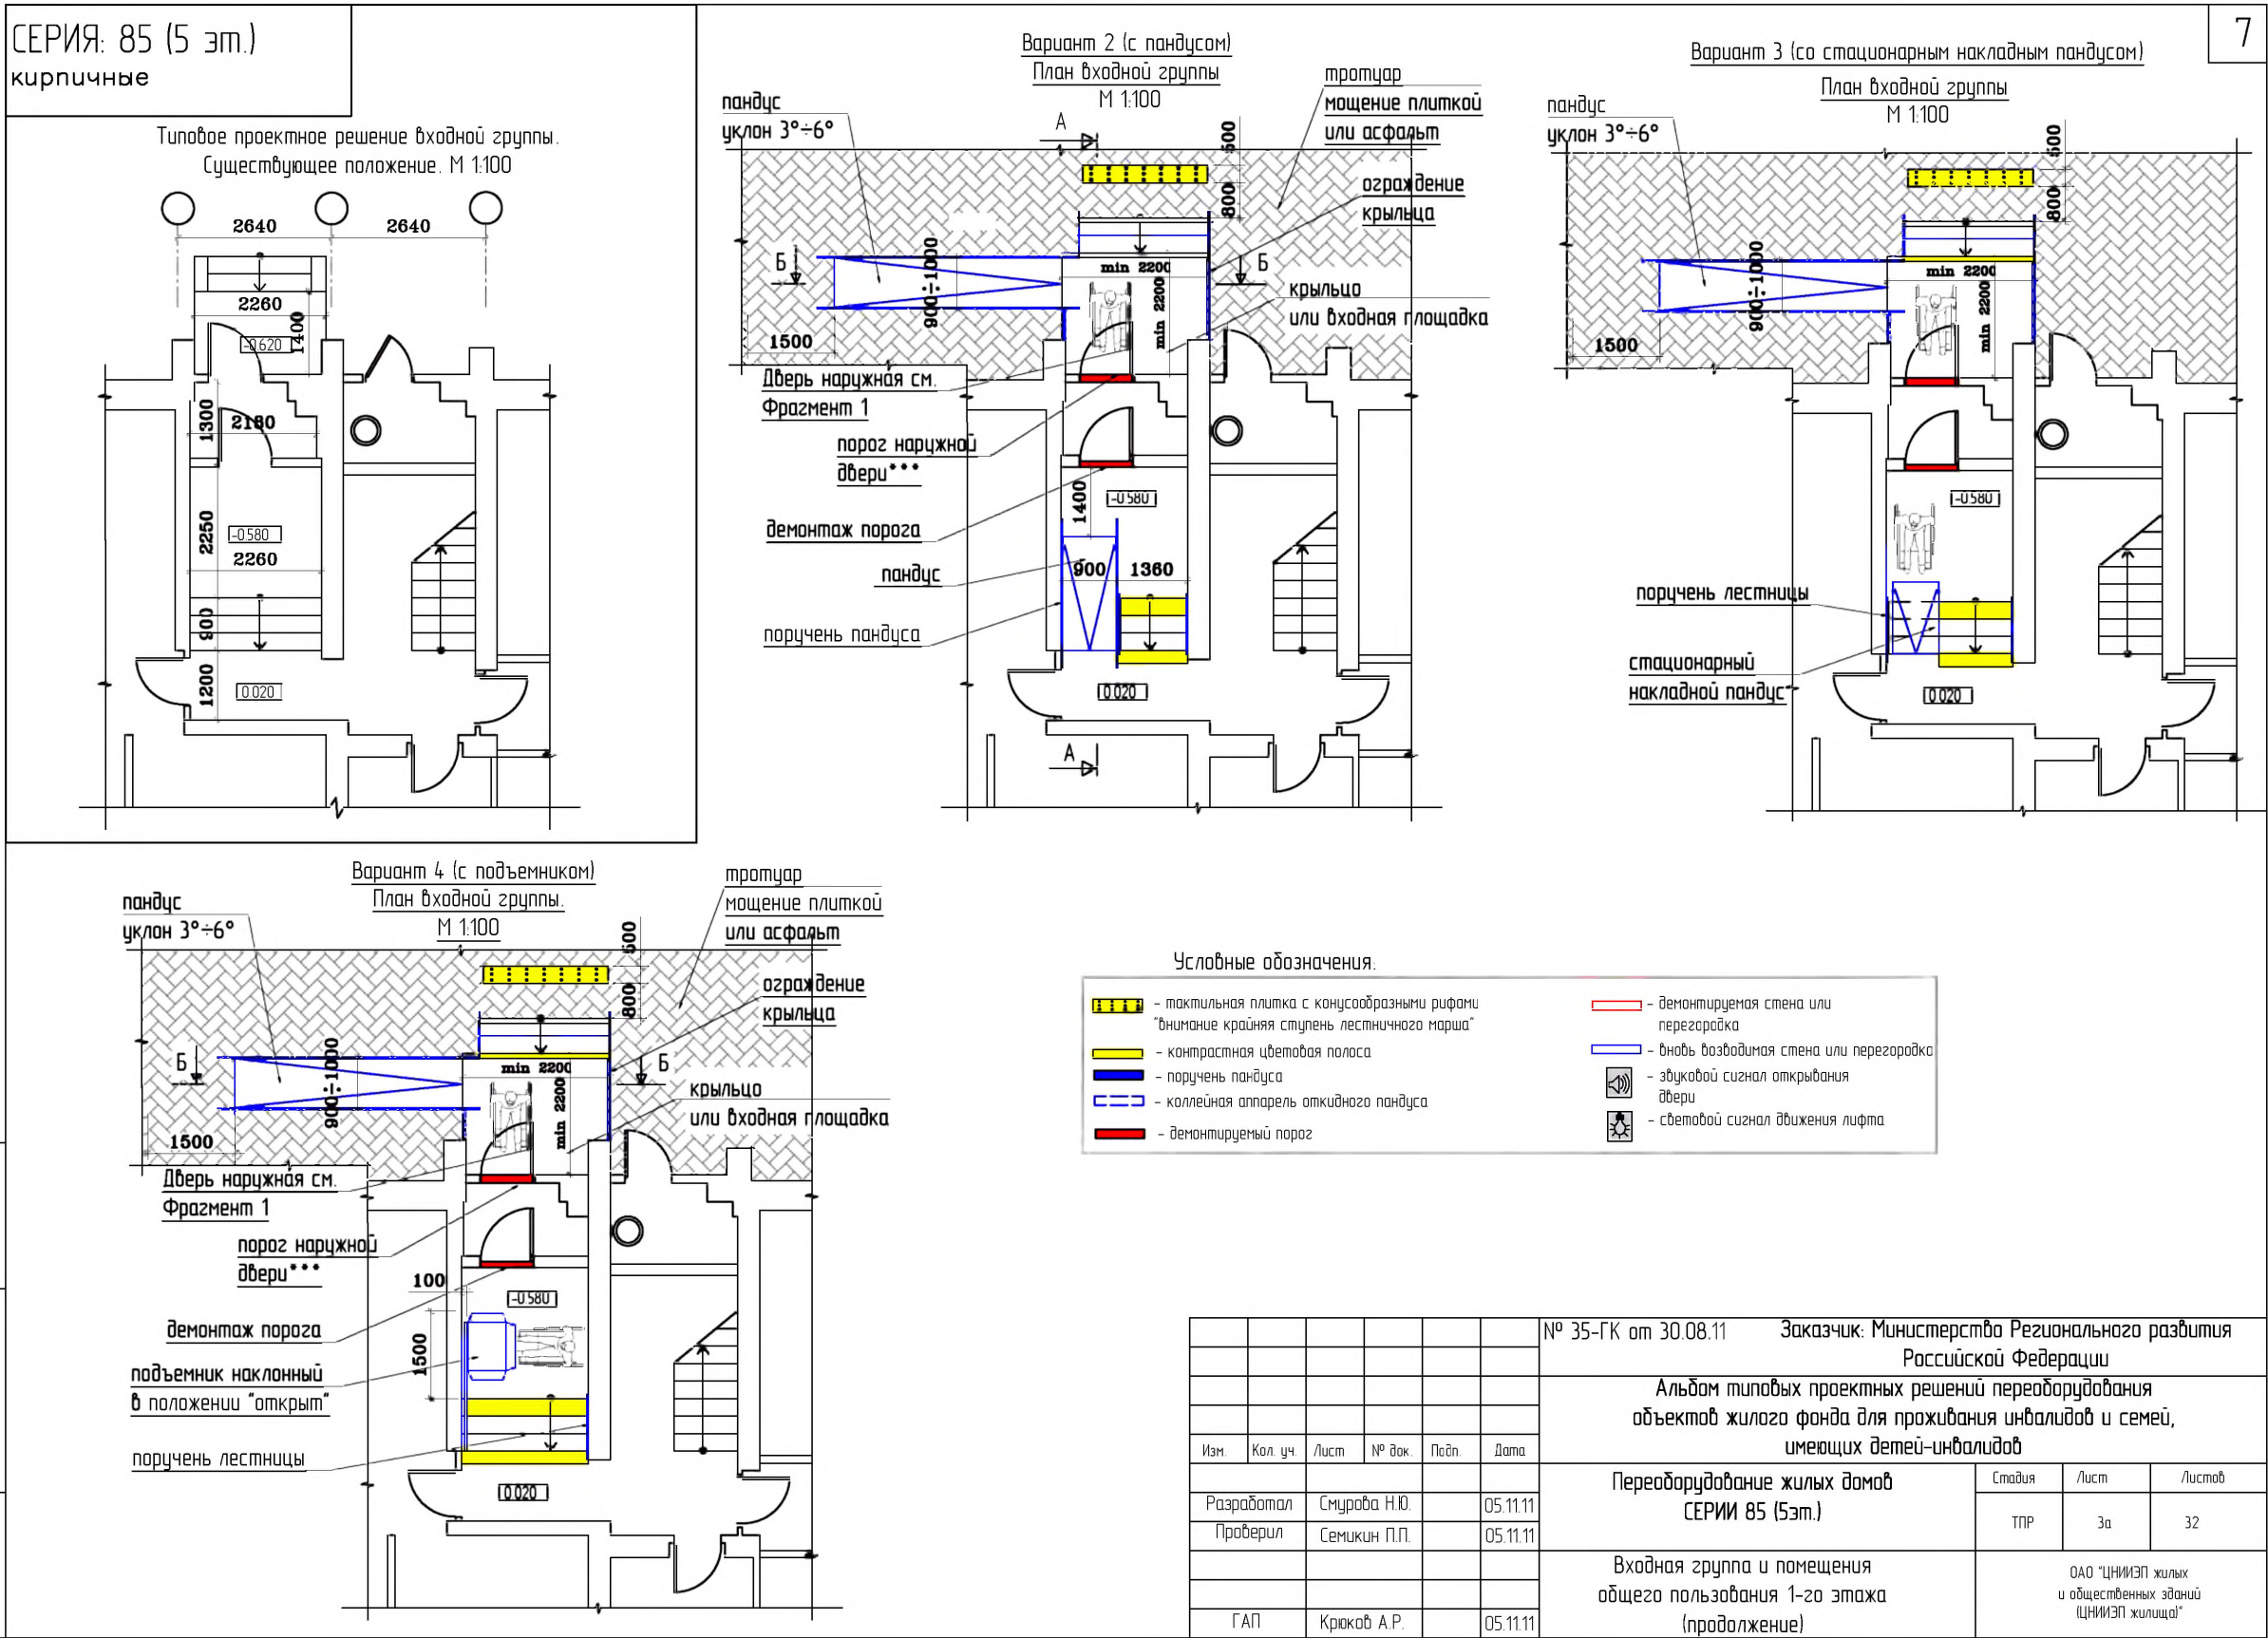 СЕРИЯ: 85 (5 эт.)
кирпичные
7
Типовое проектное решение входной группы.
Существующее положение. М 1:100
2640
2640
2260
1400
-0.620
1300
2180
2250
-0.580
2260
900
1200
0.020
Вариант 2 (с пандусом)
План входной группы
М 1:100
пандус
уклон 3°÷6°
тротуар
мощение плиткой
или асфальт
А
500
800
ограждение
крыльца
Б
Б
900÷1000
min 2200
min 2200
крыльцо
или входная площадка
1500
Дверь наружная см.
Фрагмент 1
порог наружной
двери***
1400
-0.580
демонтаж порога
пандус
900
1360
поручень пандуса
0.020
А
Вариант 3 (со стационарным накладным пандусом)
План входной группы
М 1:100
пандус
уклон 3°÷6°
500
800
900÷1000
min 2200
min 2200
1500
-0.580
поручень лестницы
стационарный
накладной пандус
0.020
Вариант 4 (с подъемником)
План входной группы.
М 1:100
пандус
уклон 3°÷6°
тротуар
мощение плиткой
или асфальт
500
800
ограждение
крыльца
Б
Б
900÷1000
min 2200
min 2200
крыльцо
или входная площадка
1500
Дверь наружная см.
Фрагмент 1
порог наружной
двери***
100
-0.580
демонтаж порога
1500
подъемник наклонный
в положении "открыт"
поручень лестницы
0.020
Условные обозначения:
- тактильная плитка с конусообразными рифами
"внимание крайняя ступень лестничного марша"
- контрастная цветовая полоса
- поручень пандуса
- коллейная аппарель откидного пандуса
- демонтируемый порог
- демонтируемая стена или
перегородка
- вновь возводимая стена или перегородка
- звуковой сигнал открывания
двери
- световой сигнал движения лифта
№ 35-ГК от 30.08.11 Заказчик: Министерство Регионального развития
Российской Федерации
Альбом типовых проектных решений переоборудования
объектов жилого фонда для проживания инвалидов и семей,
имеющих детей-инвалидов
Изм. Кол. уч. Лист № док. Подп. Дата
Переоборудование жилых домов
СЕРИИ 85 (5эт.)
Стадия Лист Листов
ТПР 3а 32
Разработал Смурова Н.Ю. 05.11.11
Проверил Семикин П.П. 05.11.11
Входная группа и помещения
общего пользования 1-го этажа
(продолжение)
ГАП Крюков А.Р. 05.11.11
ОАО "ЦНИИЭП жилых
и общественных зданий
(ЦНИИЭП жилища)"